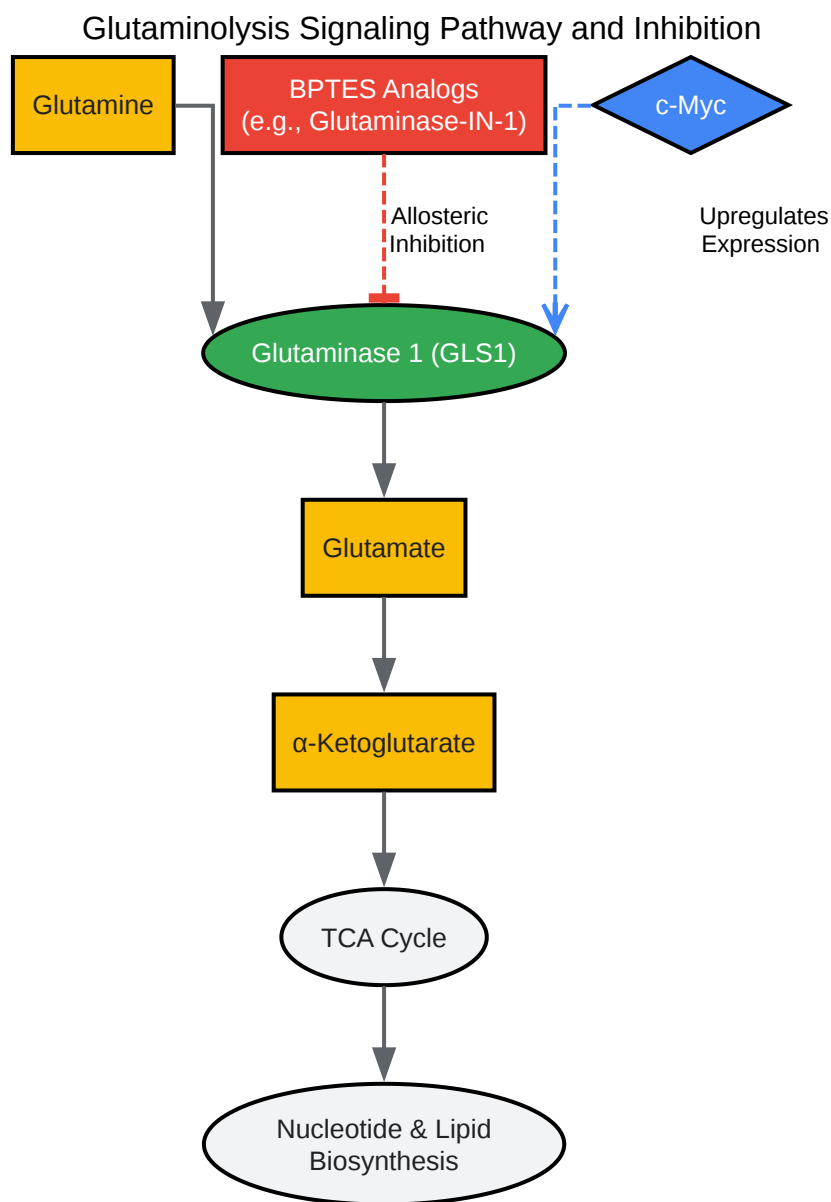 Glutaminolysis Signaling Pathway and Inhibition
Glutamine
BPTES Analogs
(e.g., Glutaminase-IN-1)
c-Myc
Allosteric
Inhibition
Upregulates
Expression
Glutaminase 1 (GLS1)
Glutamate
α-Ketoglutarate
TCA Cycle
Nucleotide & Lipid
Biosynthesis